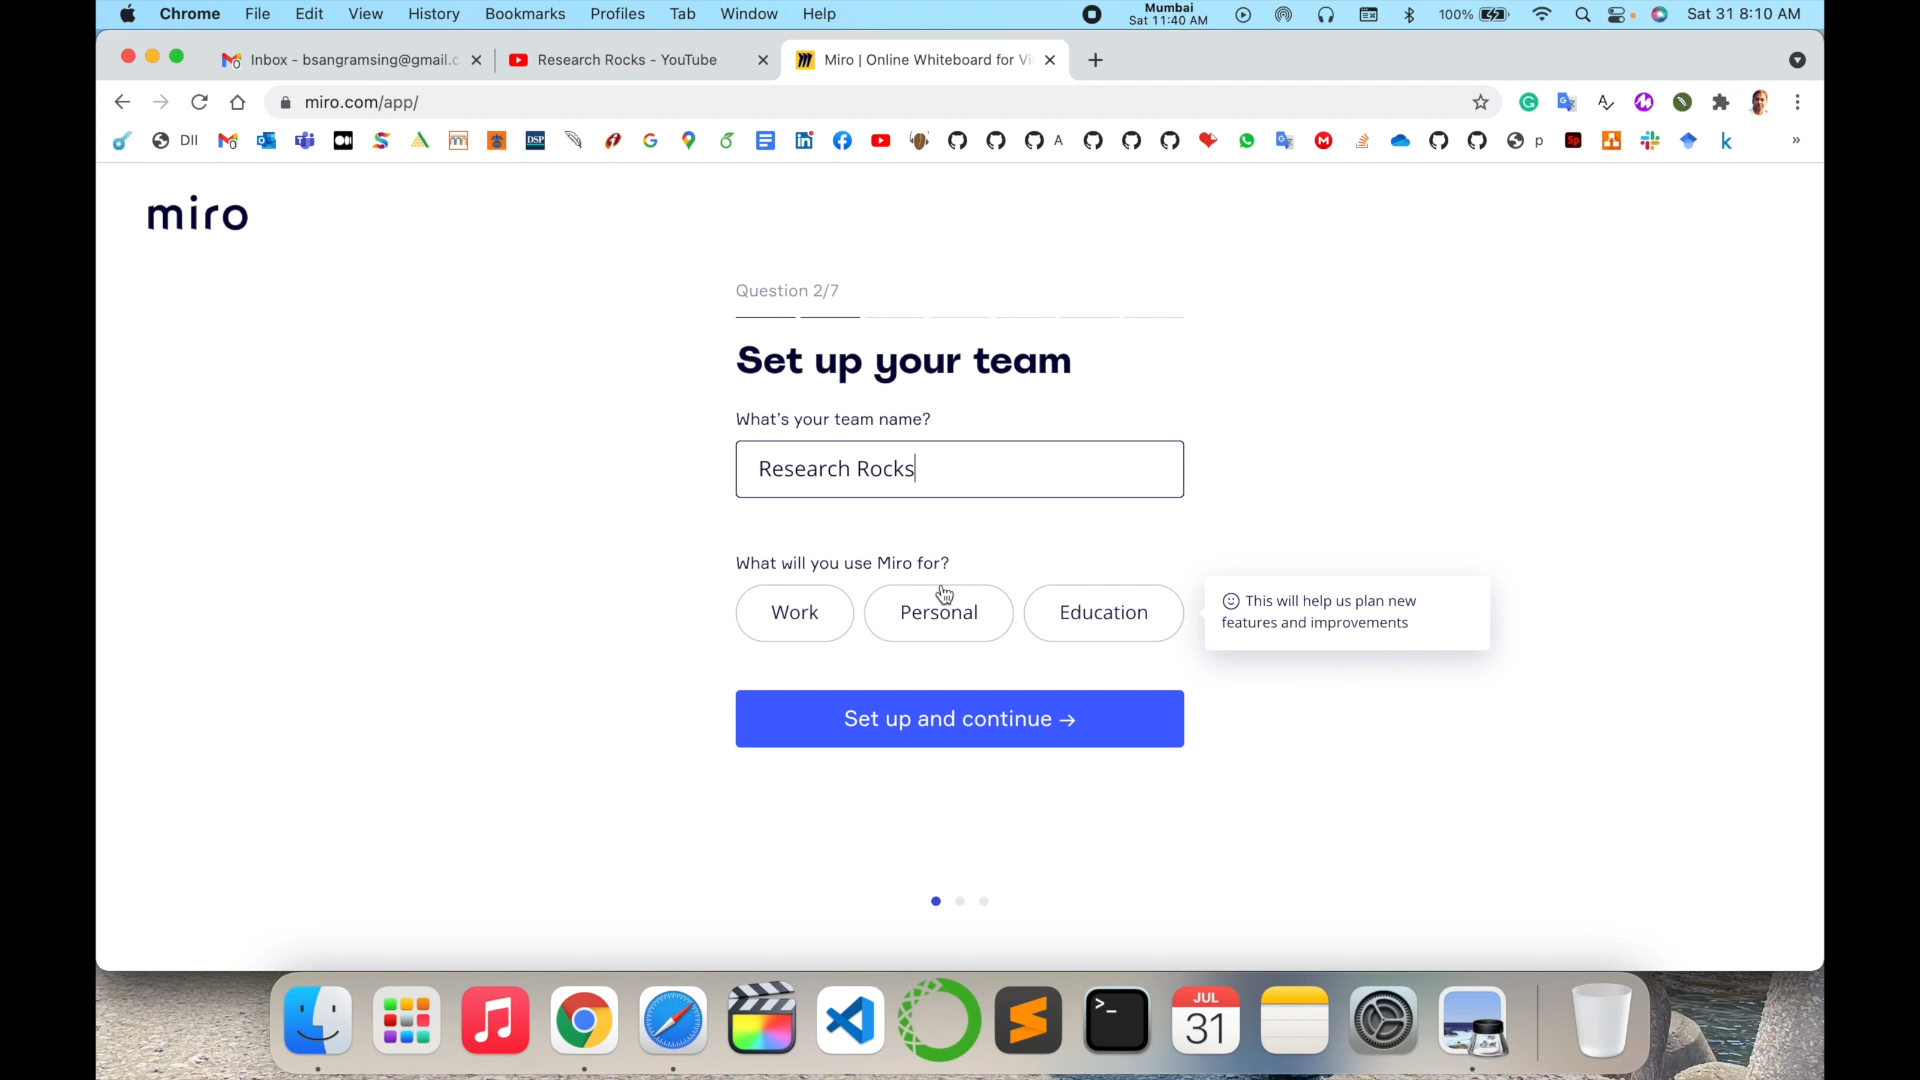 Chrome File Edit View History Bookmarks Profiles Tab Window Help Mumbai Sat 11:40 AM 100% Sat 31 8:10 AM
Inbox - bsangramsing@gmail.c Research Rocks - YouTube Miro | Online Whiteboard for Vi
miro.com/app/
DII A p
miro
Question 2/7
Set up your team
What's your team name?
Research Rocks
What will you use Miro for?
Work Personal Education
This will help us plan new
features and improvements
Set up and continue →
JUL
31